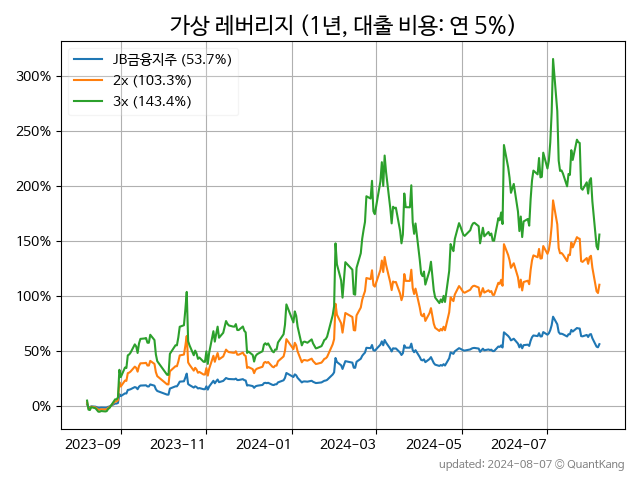 가상 레버리지 (1년, 대출 비용: 연 5%)
JB금융지주 (53.7%)
2x (103.3%)
3x (143.4%)
300%
250%
200%
150%
100%
50%
0%
2023-09
2023-11
2024-01
2024-03
2024-05
2024-07
updated: 2024-08-07 © QuantKang